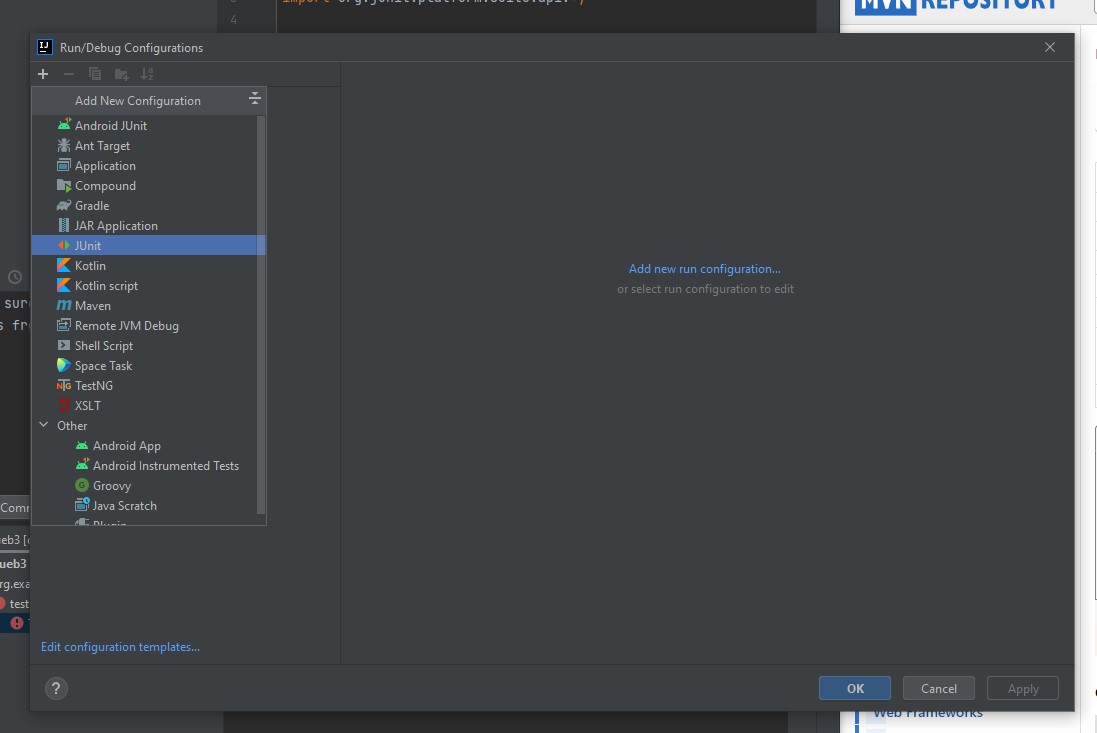 4
MVN REPOSITORY
Run/Debug Configurations
Add New Configuration
Android JUnit
Ant Target
Application
Compound
Gradle
JAR Application
JUnit
Kotlin
Kotlin script
Maven
Remote JVM Debug
Shell Script
Space Task
TestNG
XSLT
Other
Android App
Android Instrumented Tests
Groovy
Java Scratch
Plugin
Add new run configuration...
or select run configuration to edit
Edit configuration templates...
?
OK
Cancel
Apply
sur
s fr
Com
ueb3 [
ueb3
rg.exa
test
Web Frameworks